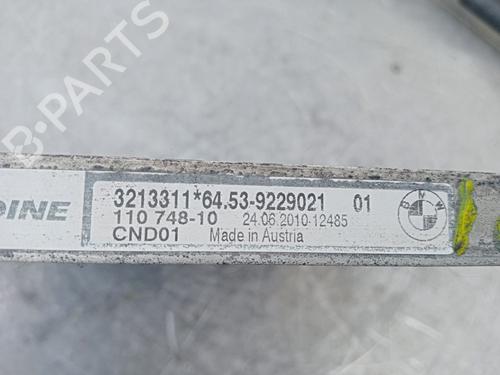 B-PARTS
3213311*64.53-9229021 01
110 748-10 24.06.2010-12485
CND01 Made in Austria
DINE
BMW